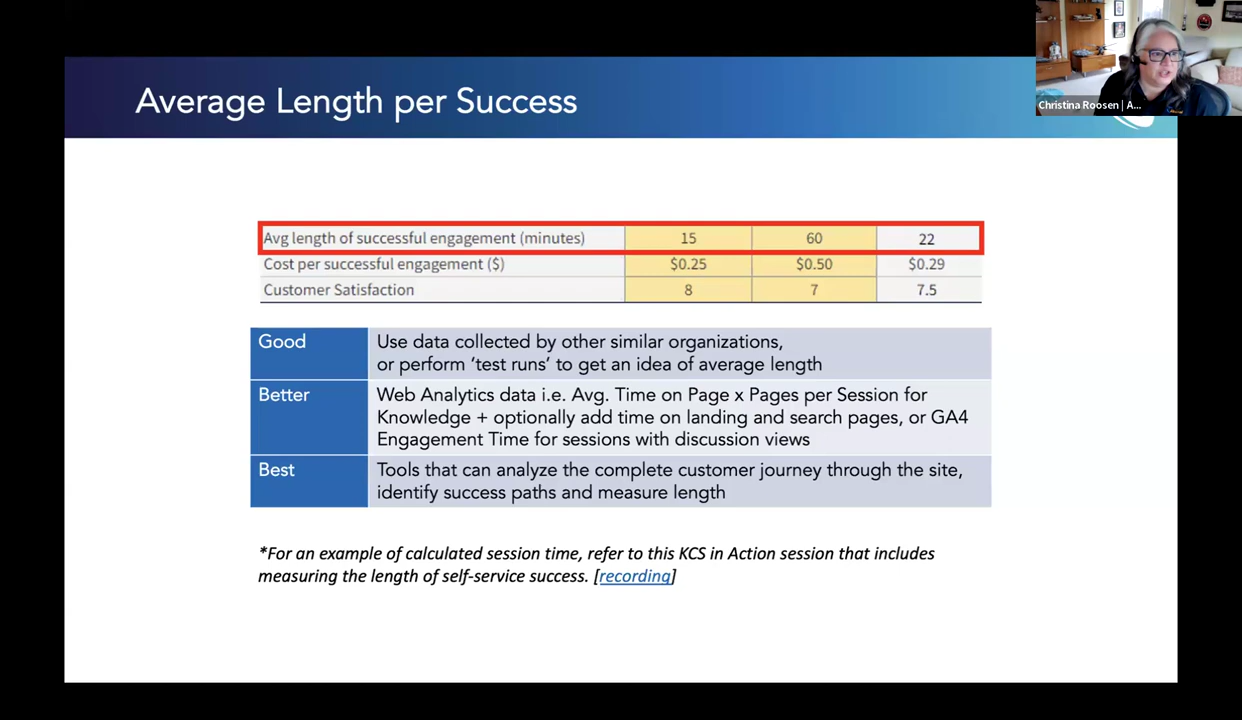 Average Length per Success
Christina Roosen | A...
Avg length of successful engagement (minutes) 15 60 22
Cost per successful engagement ($) $0.25 $0.50 $0.29
Customer Satisfaction 8 7 7.5
Good
Use data collected by other similar organizations,
or perform ‘test runs’ to get an idea of average length
Better
Web Analytics data i.e. Avg. Time on Page x Pages per Session for
Knowledge + optionally add time on landing and search pages, or GA4
Engagement Time for sessions with discussion views
Best
Tools that can analyze the complete customer journey through the site,
identify success paths and measure length
*For an example of calculated session time, refer to this KCS in Action session that includes
measuring the length of self-service success. [recording]